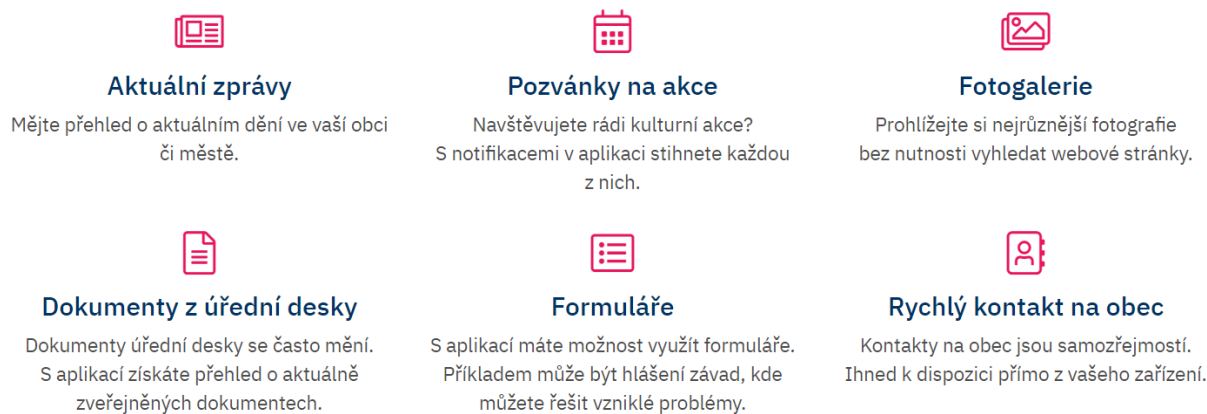 Aktuální zprávy
Mějte přehled o aktuálním dění ve vaší obci
či městě.
Pozvánky na akce
Navštěvujete rádi kulturní akce?
S notifikacemi v aplikaci stihnete každou
z nich.
Fotogalerie
Prohlížejte si nejrůznější fotografie
bez nutnosti vyhledat webové stránky.
Dokumenty z úřední desky
Dokumenty úřední desky se často mění.
S aplikací získáte přehled o aktuálně
zveřejněných dokumentech.
Formuláře
S aplikací máte možnost využít formuláře.
Příkladem může být hlášení závad, kde
můžete řešit vzniklé problémy.
Rychlý kontakt na obec
Kontakty na obec jsou samozřejmostí.
Ihned k dispozici přímo z vašeho zařízení.